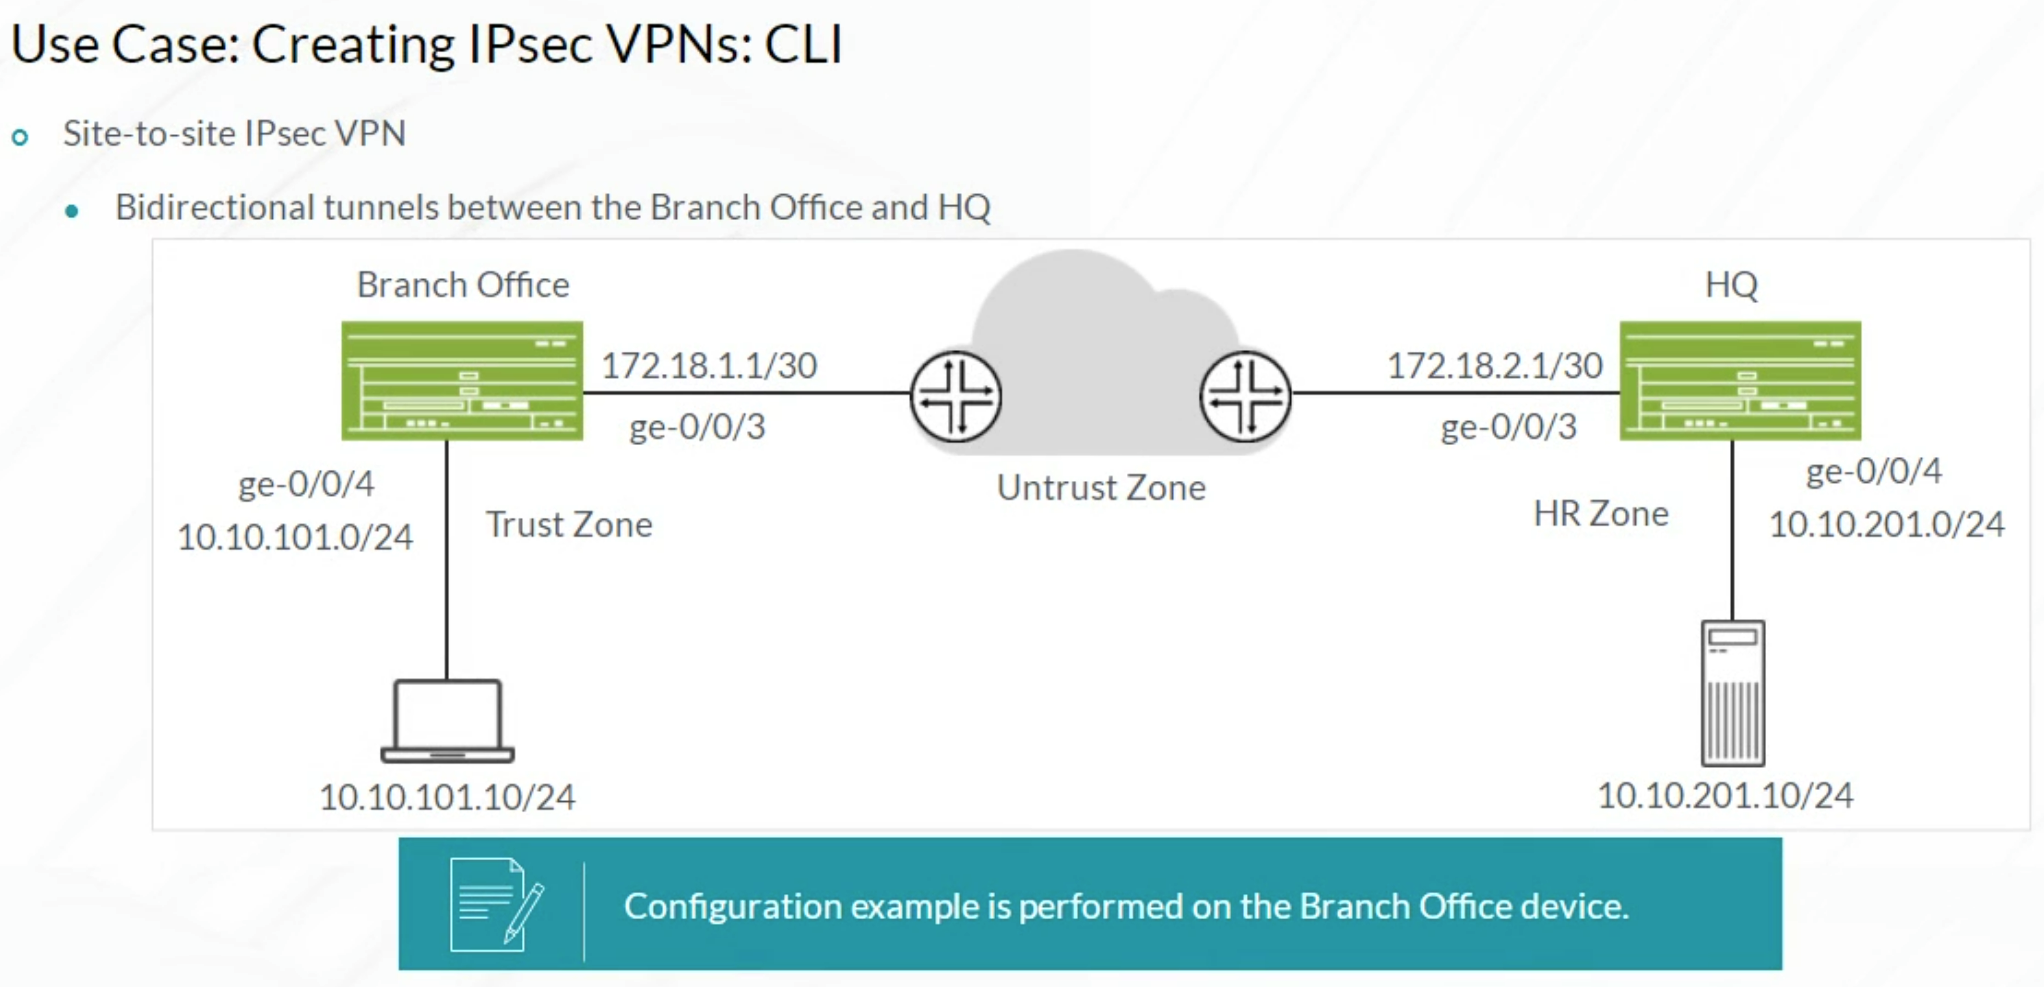 Use Case: Creating IPsec VPNs: CLI
Site-to-site IPsec VPN
Bidirectional tunnels between the Branch Office and HQ
Branch Office
HQ
172.18.1.1/30
172.18.2.1/30
ge-0/0/3
ge-0/0/3
Untrust Zone
ge-0/0/4
10.10.101.0/24
Trust Zone
HR Zone
ge-0/0/4
10.10.201.0/24
10.10.101.10/24
10.10.201.10/24
Configuration example is performed on the Branch Office device.